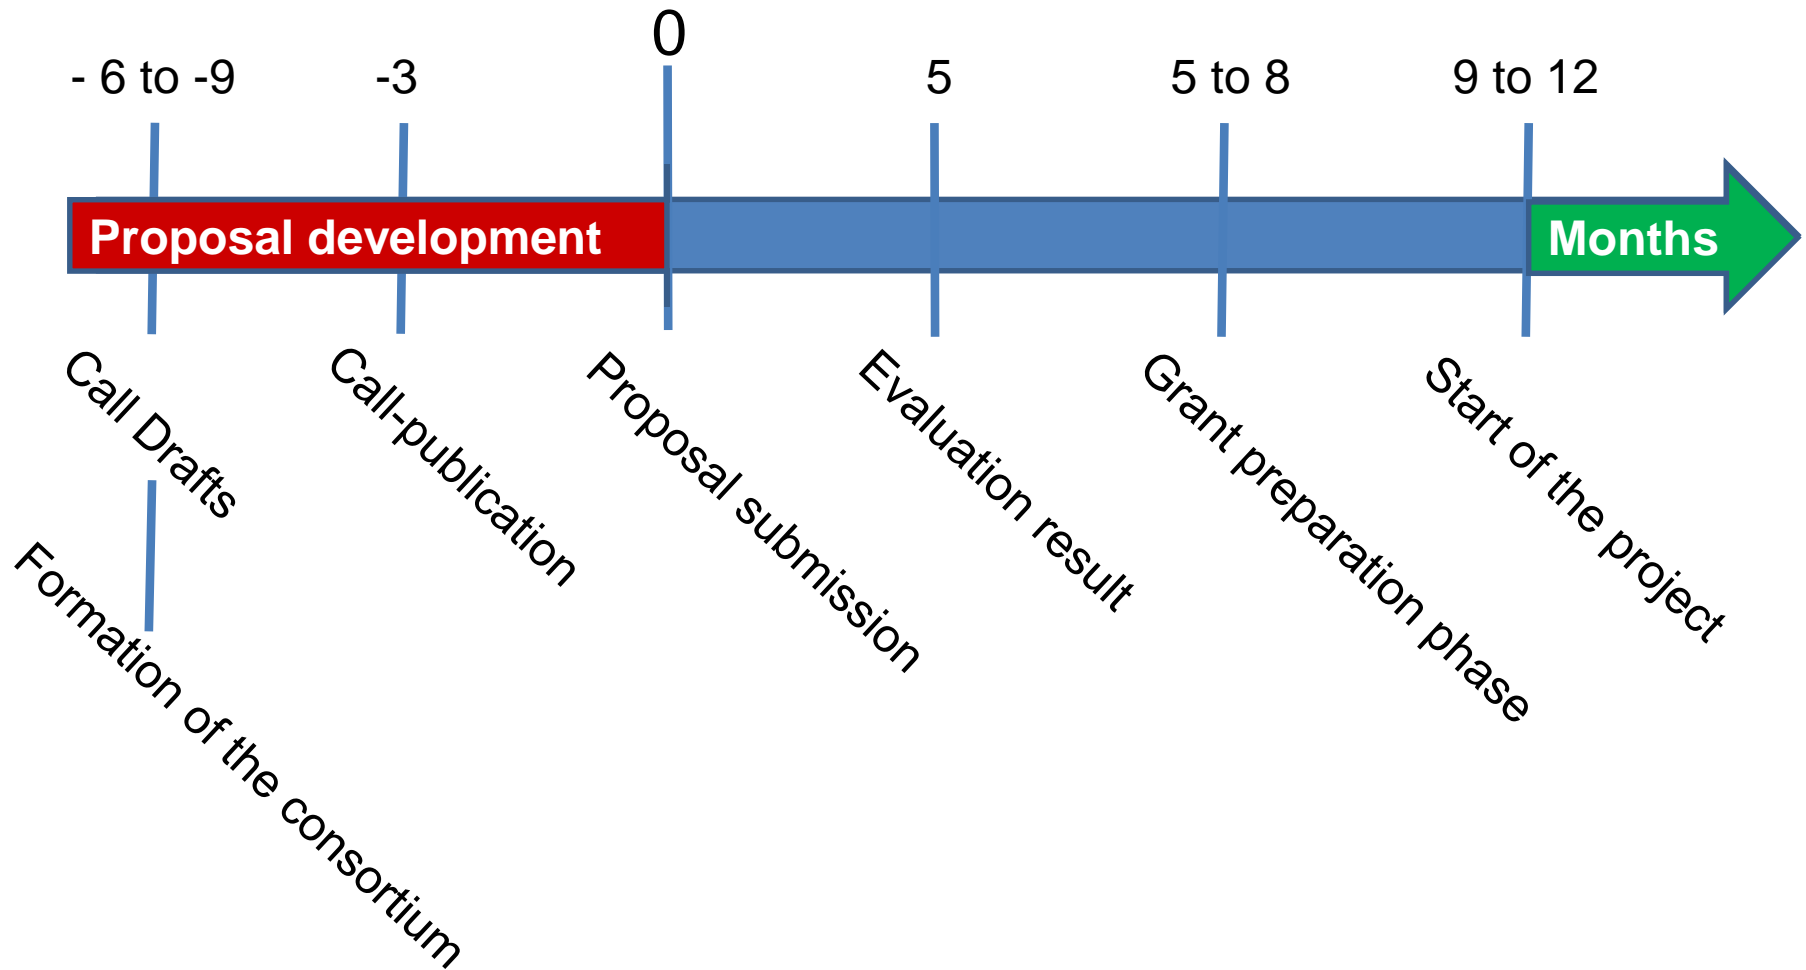 0
- 6 to -9
-3
5
5 to 8
9 to 12
Proposal development
Months
Call Drafts
Call-publication
Proposal submission
Evaluation result
Grant preparation phase
Start of the project
Formation of the consortium